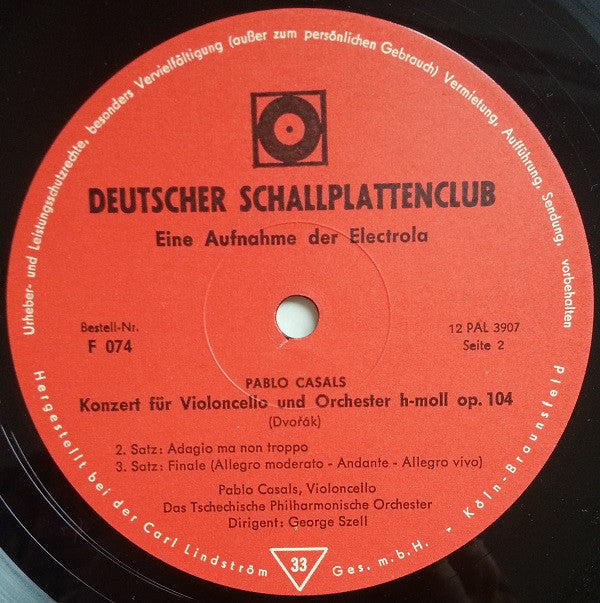 Urheber- und Leistungsschutzrechte, besonders Vervielfältigung (außer zum persönlichen Gebrauch) Vermietung, Aufführung, Sendung, vorbehalten
DEUTSCHER SCHALLPLATTENCLUB
Eine Aufnahme der Electrola
Bestell-Nr.
F 074
12 PAL 3907
Seite 2
PABLO CASALS
Konzert für Violoncello und Orchester h-moll op. 104
(Dvořák)
2. Satz: Adagio ma non troppo
3. Satz: Finale (Allegro moderato - Andante - Allegro vivo)
Pablo Casals, Violoncello
Das Tschechische Philharmonische Orchester
Dirigent: George Szell
33
Hergestellt bei der Carl Lindström Ges. m. b. H. - Köln-Braunsfeld